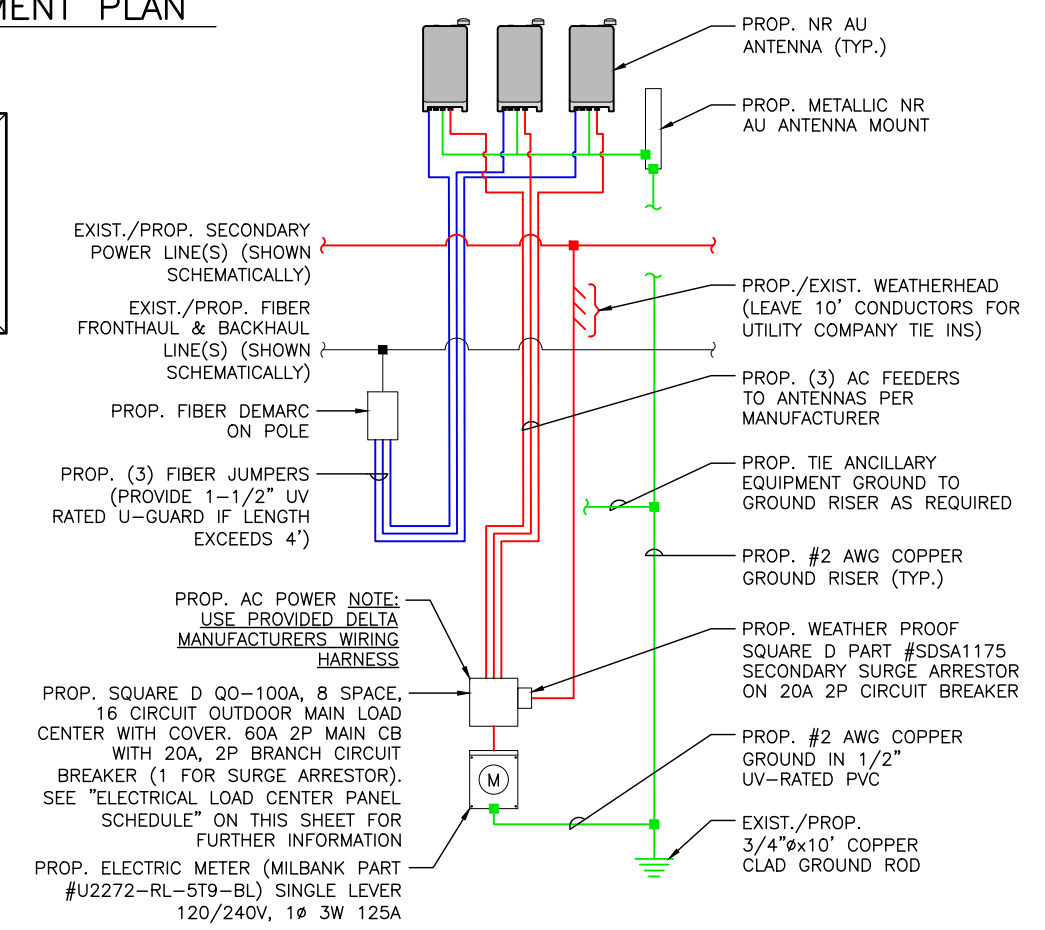 MENT PLAN
PROP. NR AU
ANTENNA (TYP.)
PROP. METALLIC NR
AU ANTENNA MOUNT
EXIST./PROP. SECONDARY
POWER LINE(S) (SHOWN
SCHEMATICALLY)
EXIST./PROP. FIBER
FRONTHAUL & BACKHAUL
LINE(S) (SHOWN
SCHEMATICALLY)
PROP. FIBER DEMARC
ON POLE
PROP. (3) FIBER JUMPERS
(PROVIDE 1-1/2" UV
RATED U-GUARD IF LENGTH
EXCEEDS 4')
PROP. AC POWER NOTE:
USE PROVIDED DELTA
MANUFACTURERS WIRING
HARNESS
PROP. SQUARE D QO-100A, 8 SPACE,
16 CIRCUIT OUTDOOR MAIN LOAD
CENTER WITH COVER. 60A 2P MAIN CB
WITH 20A, 2P BRANCH CIRCUIT
BREAKER (1 FOR SURGE ARRESTOR).
SEE "ELECTRICAL LOAD CENTER PANEL
SCHEDULE" ON THIS SHEET FOR
FURTHER INFORMATION
PROP. ELECTRIC METER (MILBANK PART
#U2272-RL-5T9-BL) SINGLE LEVER
120/240V, 1ø 3W 125A
M
PROP./EXIST. WEATHERHEAD
(LEAVE 10' CONDUCTORS FOR
UTILITY COMPANY TIE INS)
PROP. (3) AC FEEDERS
TO ANTENNAS PER
MANUFACTURER
PROP. TIE ANCILLARY
EQUIPMENT GROUND TO
GROUND RISER AS REQUIRED
PROP. #2 AWG COPPER
GROUND RISER (TYP.)
PROP. WEATHER PROOF
SQUARE D PART #SDSA1175
SECONDARY SURGE ARRESTOR
ON 20A 2P CIRCUIT BREAKER
PROP. #2 AWG COPPER
GROUND IN 1/2"
UV-RATED PVC
EXIST./PROP.
3/4"øx10' COPPER
CLAD GROUND ROD